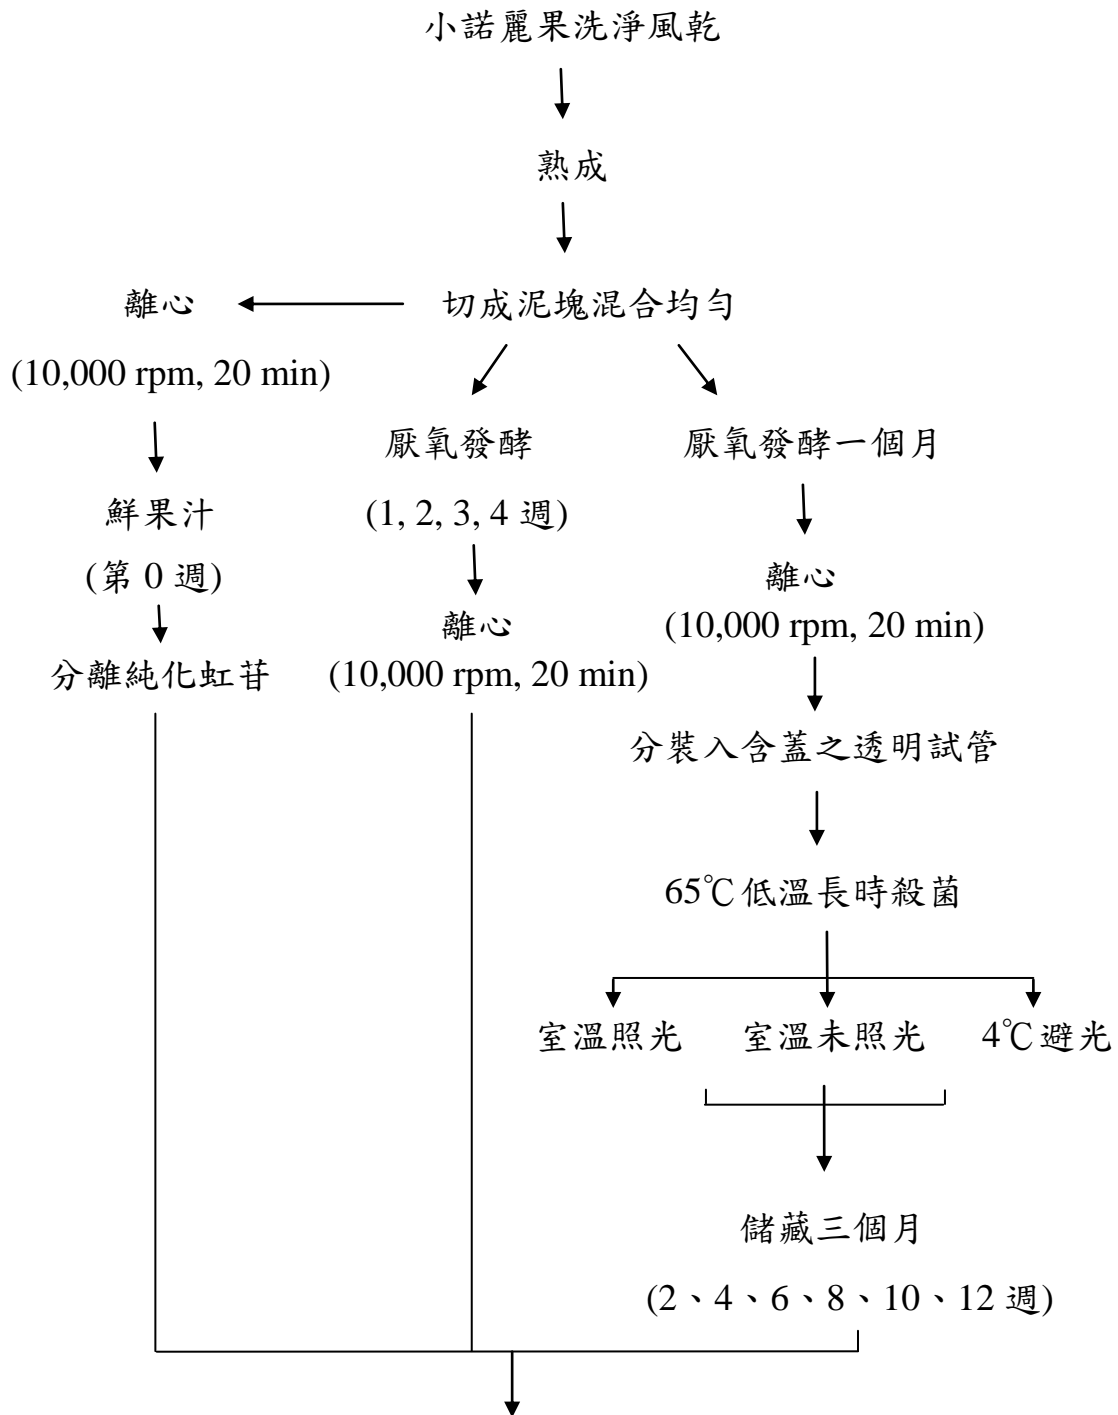 小諾麗果洗淨風乾
熟成
離心
切成泥塊混合均勻
(10,000 rpm, 20 min)
厭氧發酵
厭氧發酵一個月
鮮果汁
(1, 2, 3, 4 週)
(第 0 週)
離心
離心
(10,000 rpm, 20 min)
分離純化虹苷
(10,000 rpm, 20 min)
分裝入含蓋之透明試管
65℃低溫長時殺菌
室溫照光
室溫未照光
4℃避光
儲藏三個月
(2、4、6、8、10、12 週)